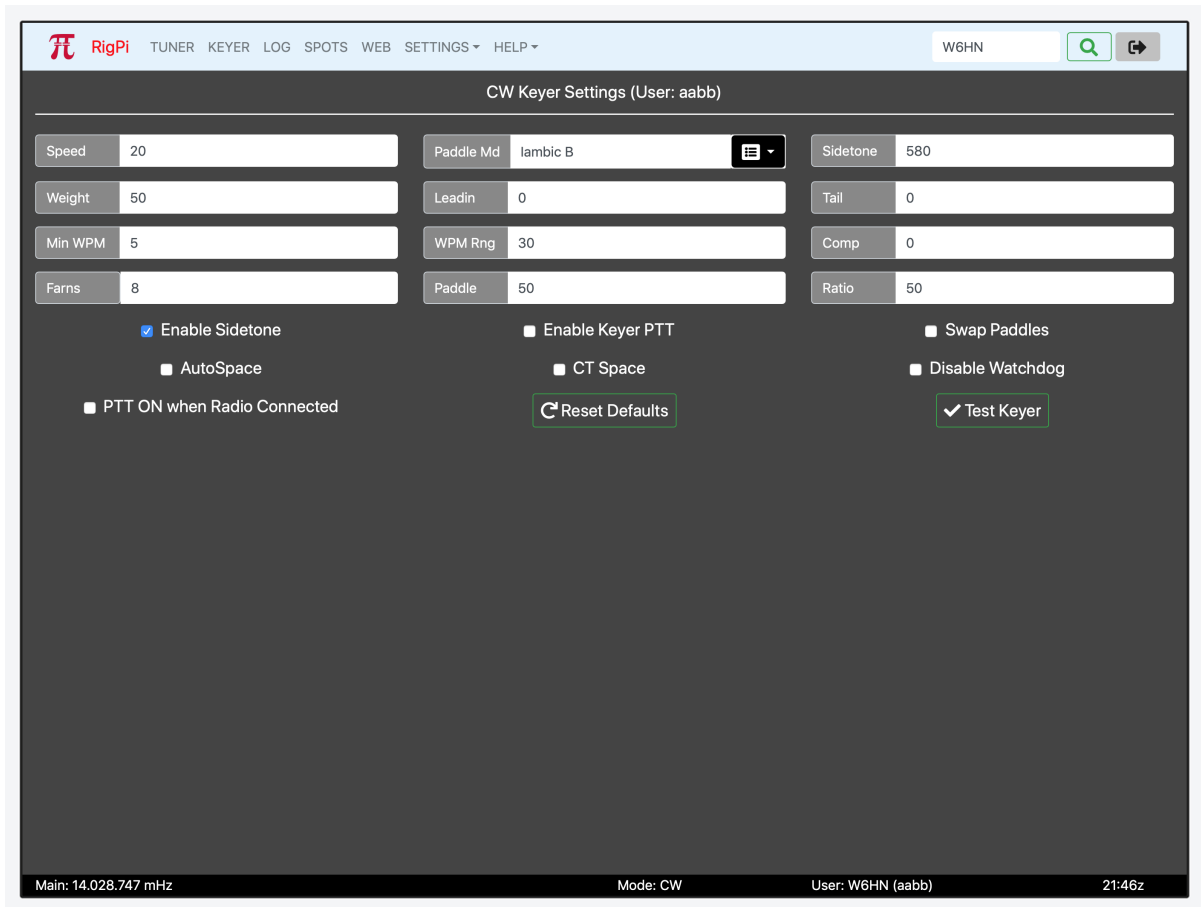 RigPi TUNER KEYER LOG SPOTS WEB SETTINGS HELP W6HN
CW Keyer Settings (User: aabb)
Speed 20 Paddle Md Iambic B Sidetone 580
Weight 50 Leadin 0 Tail 0
Min WPM 5 WPM Rng 30 Comp 0
Farns 8 Paddle 50 Ratio 50
Enable Sidetone Enable Keyer PTT Swap Paddles
AutoSpace CT Space Disable Watchdog
PTT ON when Radio Connected Reset Defaults Test Keyer
Main: 14.028.747 mHz Mode: CW User: W6HN (aabb) 21:46z